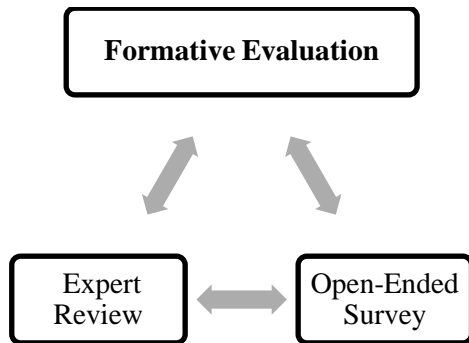 Formative Evaluation
Expert
Review
Open-Ended
Survey